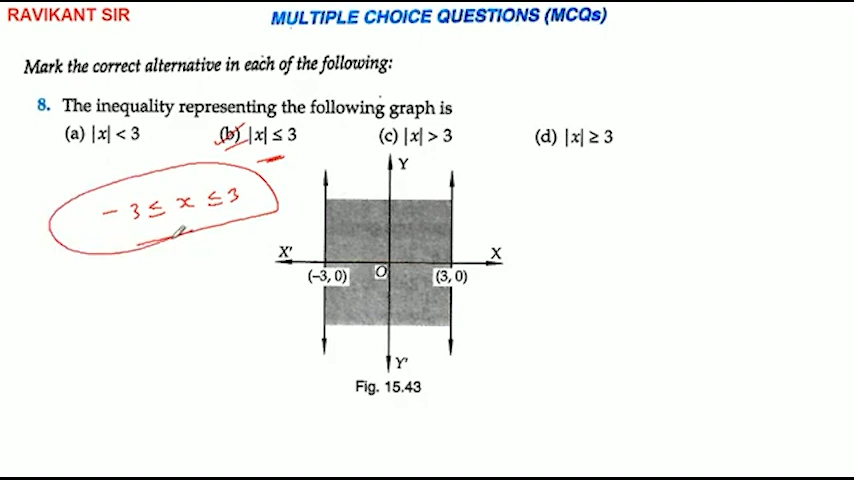 RAVIKANT SIR
MULTIPLE CHOICE QUESTIONS (MCQs)
Mark the correct alternative in each of the following:
8. The inequality representing the following graph is
(a) |x| < 3 (b) |x| ≤ 3 (c) |x| > 3 (d) |x| ≥ 3
- 3 ≤ x ≤ 3
Y
X' X
(–3, 0) O (3, 0)
Y'
Fig. 15.43